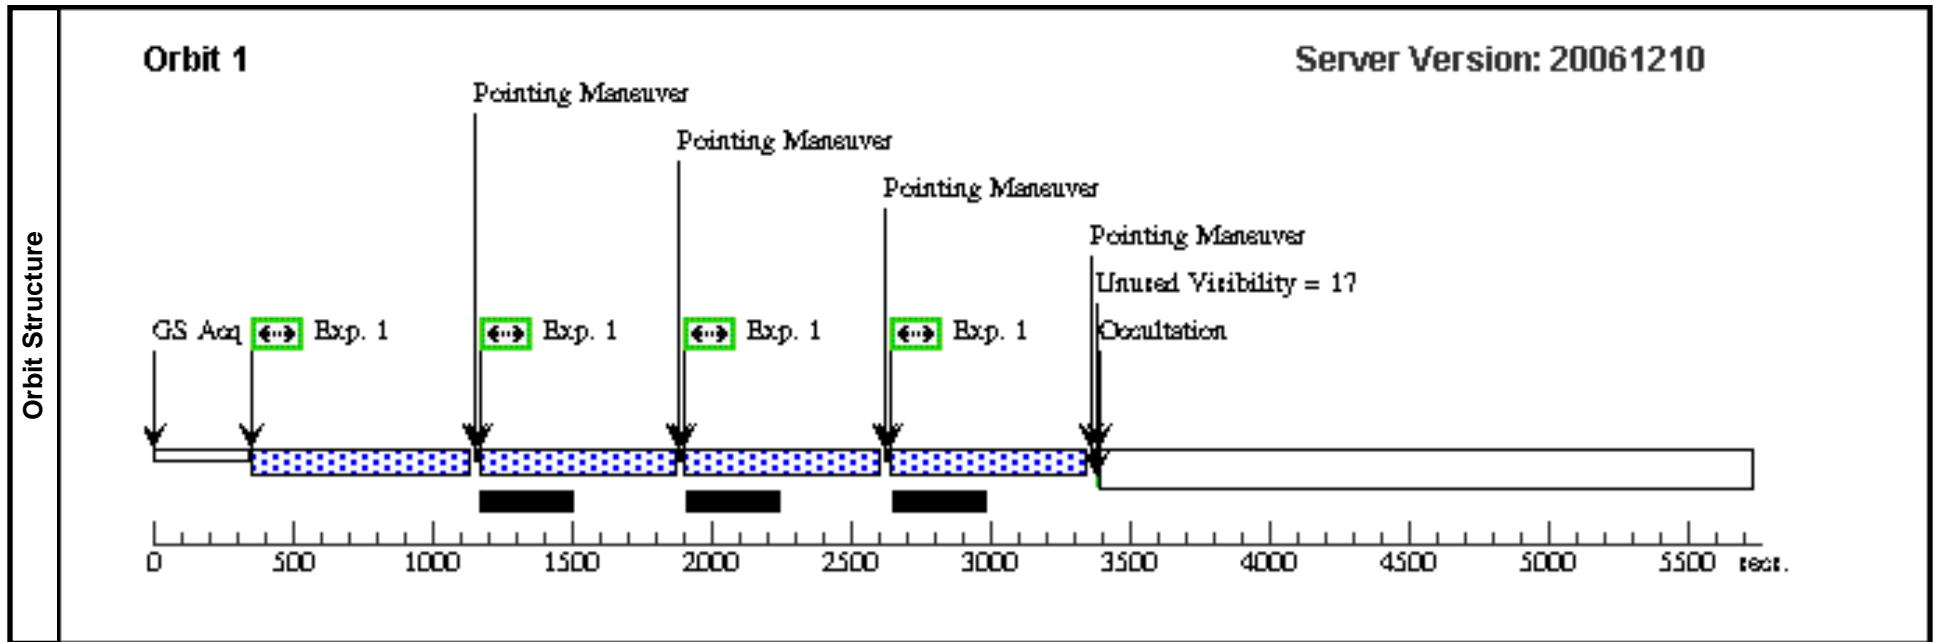 Orbit Structure
Orbit 1
Server Version: 20061210
Pointing Maneuver
Pointing Maneuver
Pointing Maneuver
Pointing Maneuver
Unused Visibility = 17
GS Acq Exp. 1 Exp. 1 Exp. 1 Exp. 1 Occultation
0 500 1000 1500 2000 2500 3000 3500 4000 4500 5000 5500 secs.